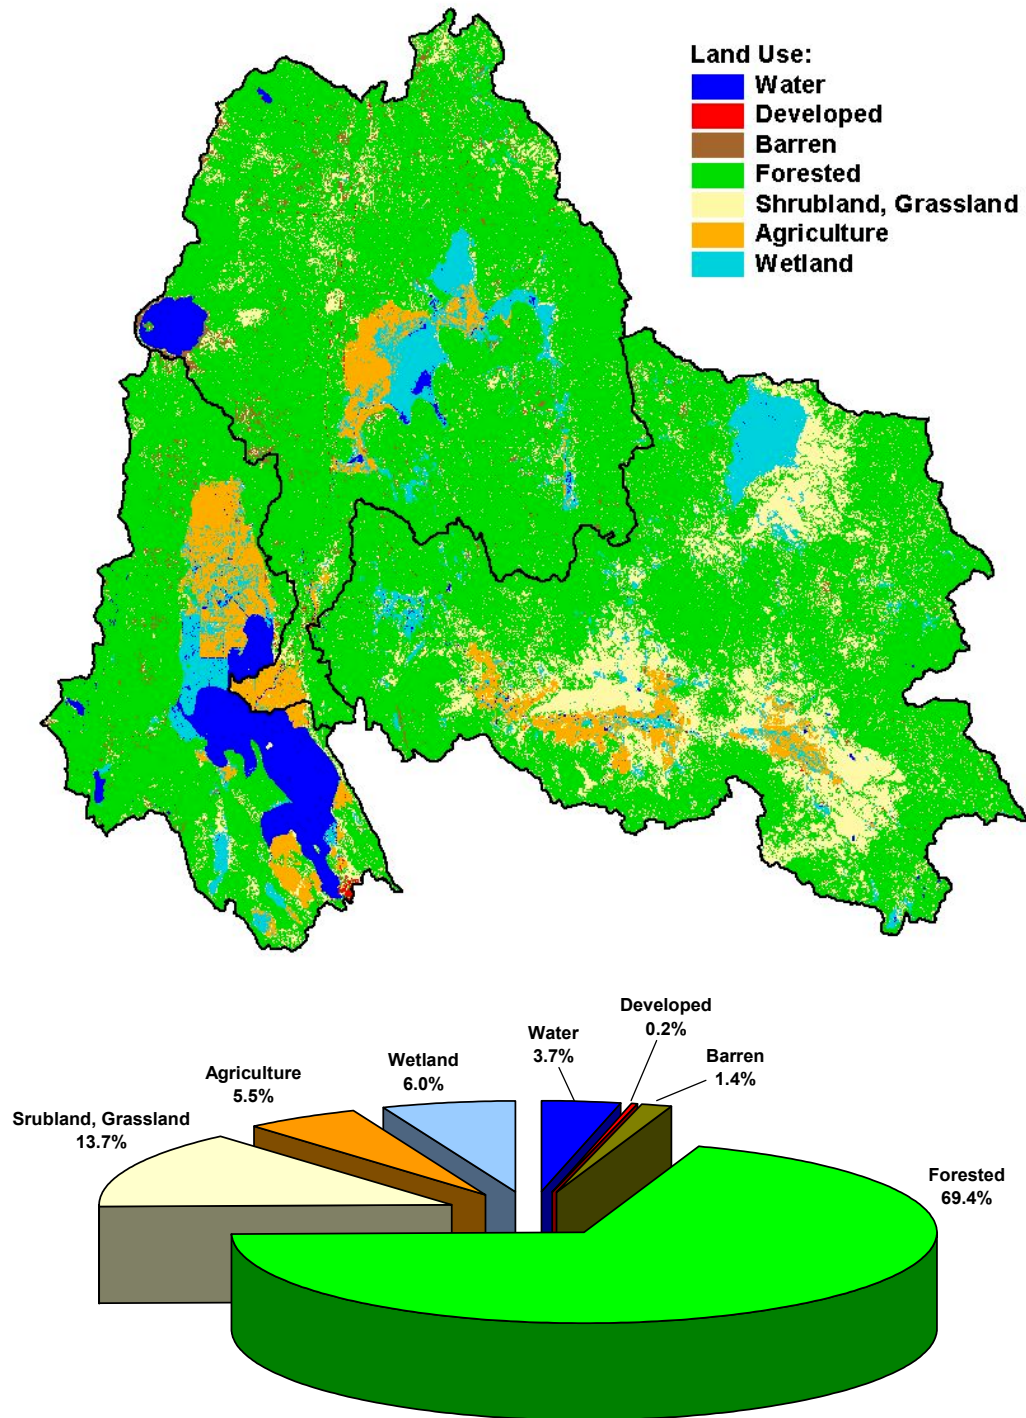 Land Use:
Water
Developed
Barren
Forested
Shrubland, Grassland
Agriculture
Wetland
Developed
0.2%
Water
3.7%
Barren
1.4%
Wetland
6.0%
Agriculture
5.5%
Srubland, Grassland
13.7%
Forested
69.4%